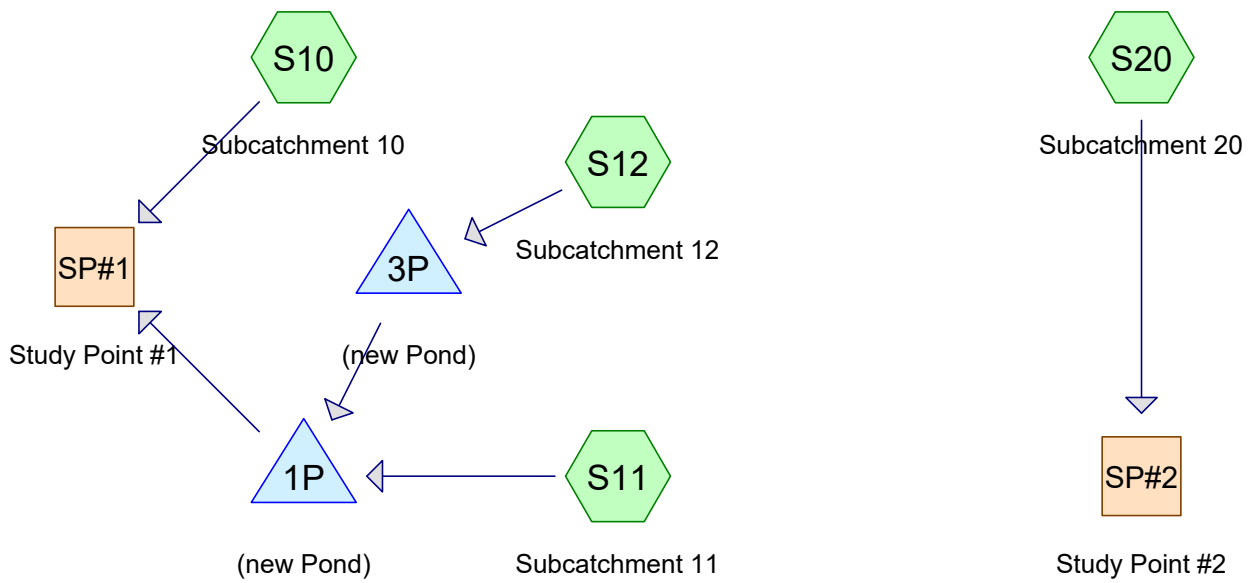 S10
S20
Subcatchment 10
Subcatchment 20
S12
Subcatchment 12
SP#1
3P
Study Point #1
(new Pond)
1P
S11
SP#2
(new Pond)
Subcatchment 11
Study Point #2